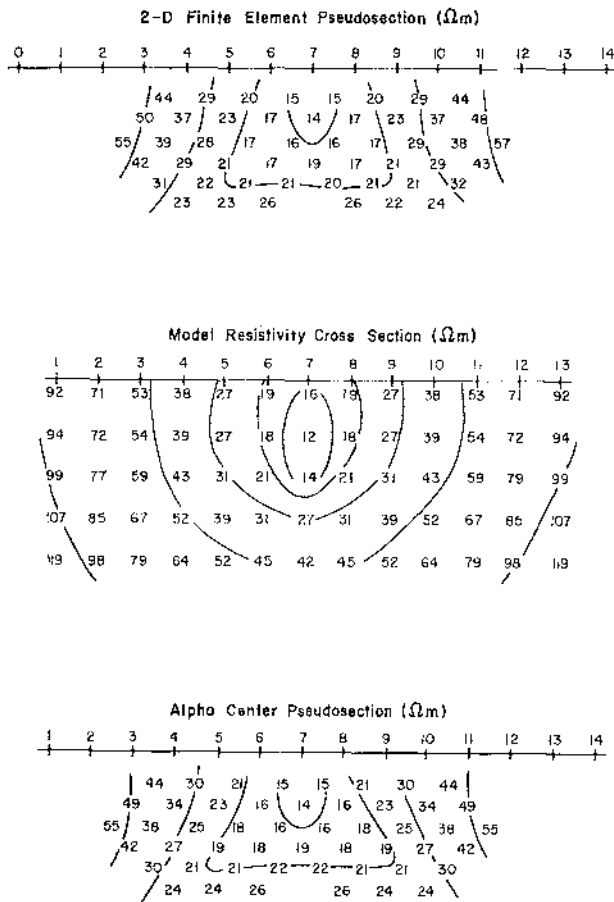 2-D Finite Element Pseudosection (Ωm)
0 1 2 3 4 5 6 7 8 9 10 11 12 13 14
44 29 20 15 15 20 29 44
50 37 23 17 14 17 23 37 48
55 39 28 17 16 16 17 29 38 57
42 29 21 17 19 17 21 29 43
31 22 21 21 20 21 21 32
23 23 26 26 22 24
Model Resistivity Cross Section (Ωm)
1 2 3 4 5 6 7 8 9 10 11 12 13
92 71 53 38 27 19 16 19 27 38 53 71 92
94 72 54 39 27 18 12 18 27 39 54 72 94
99 77 59 43 31 21 14 21 31 43 59 79 99
107 85 67 52 39 31 27 31 39 52 67 85 107
119 98 79 64 52 45 42 45 52 64 79 98 119
Alpho Center Pseudosection (Ωm)
1 2 3 4 5 6 7 8 9 10 11 12 13 14
44 30 21 15 15 21 30 44
49 34 23 16 14 16 23 34 49
55 38 25 18 16 16 18 25 38 55
42 27 19 18 19 18 19 27 42
30 21 21 22 22 21 21 30
24 24 26 26 24 24